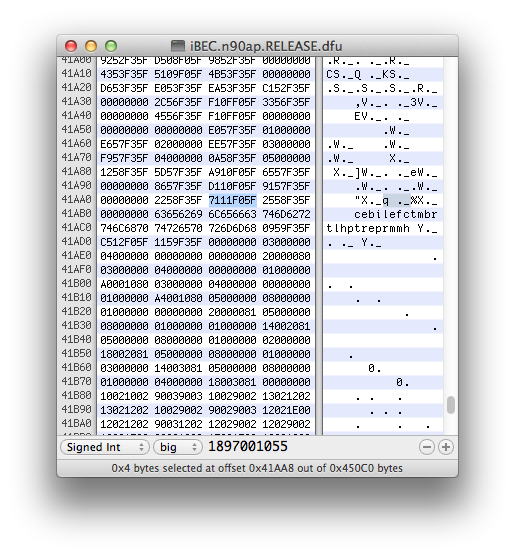 iBEC.n90ap.RELEASE.dfu
41A00 9252F35F D508F05F 9852F35F 00000000 .R._. ._.R._
41A10 4353F35F 5109F05F 4B53F35F 00000000 CS._Q ._KS._
41A20 D653F35F E053F35F EA53F35F C152F35F .S._.S._.S._.R._
41A30 00000000 2C56F35F F10FF05F 3356F35F ,V._. ._3V._
41A40 00000000 4556F35F F10FF05F 00000000 EV._. ._
41A50 00000000 00000000 E057F35F 01000000 .W._
41A60 E657F35F 02000000 EE57F35F 03000000 .W._ .W._
41A70 F957F35F 04000000 0A58F35F 05000000 .W._ X._
41A80 1258F35F 5D57F35F A910F05F 6557F35F X._]W._. ._eW._
41A90 00000000 8657F35F D110F05F 9157F35F .W._. ._.W._
41AA0 00000000 2258F35F 7111F05F 2558F35F "X._q ._%X._
41AB0 00000000 63656269 6C656663 746D6272 cebilefctmbr
41AC0 746C6870 74726570 726D6D68 0959F35F tlhptreprmmh Y._
41AD0 C512F05F 1159F35F 00000000 03000000 . ._ Y._
41AE0 04000000 00000000 00000000 20000080 .
41AF0 03000000 04000000 00000000 01000000
41B00 A0001080 03000000 04000000 00000000 . .
41B10 01000000 A4001080 05000000 08000000 . .
41B20 01000000 00000000 20000081 05000000 .
41B30 08000000 01000000 01000000 14002081 .
41B40 05000000 08000000 01000000 02000000
41B50 18002081 05000000 08000000 01000000 .
41B60 03000000 14003081 05000000 08000000 0.
41B70 01000000 04000000 18003081 00000000 0.
41B80 10021002 90039003 10029002 13021202 . . .
41B90 13021202 10029002 90029003 12021E00 . . .
41BA0 12021202 90031202 12029002 12029002 . . .
Signed Int big 1897001055
0x4 bytes selected at offset 0x41AA8 out of 0x450C0 bytes